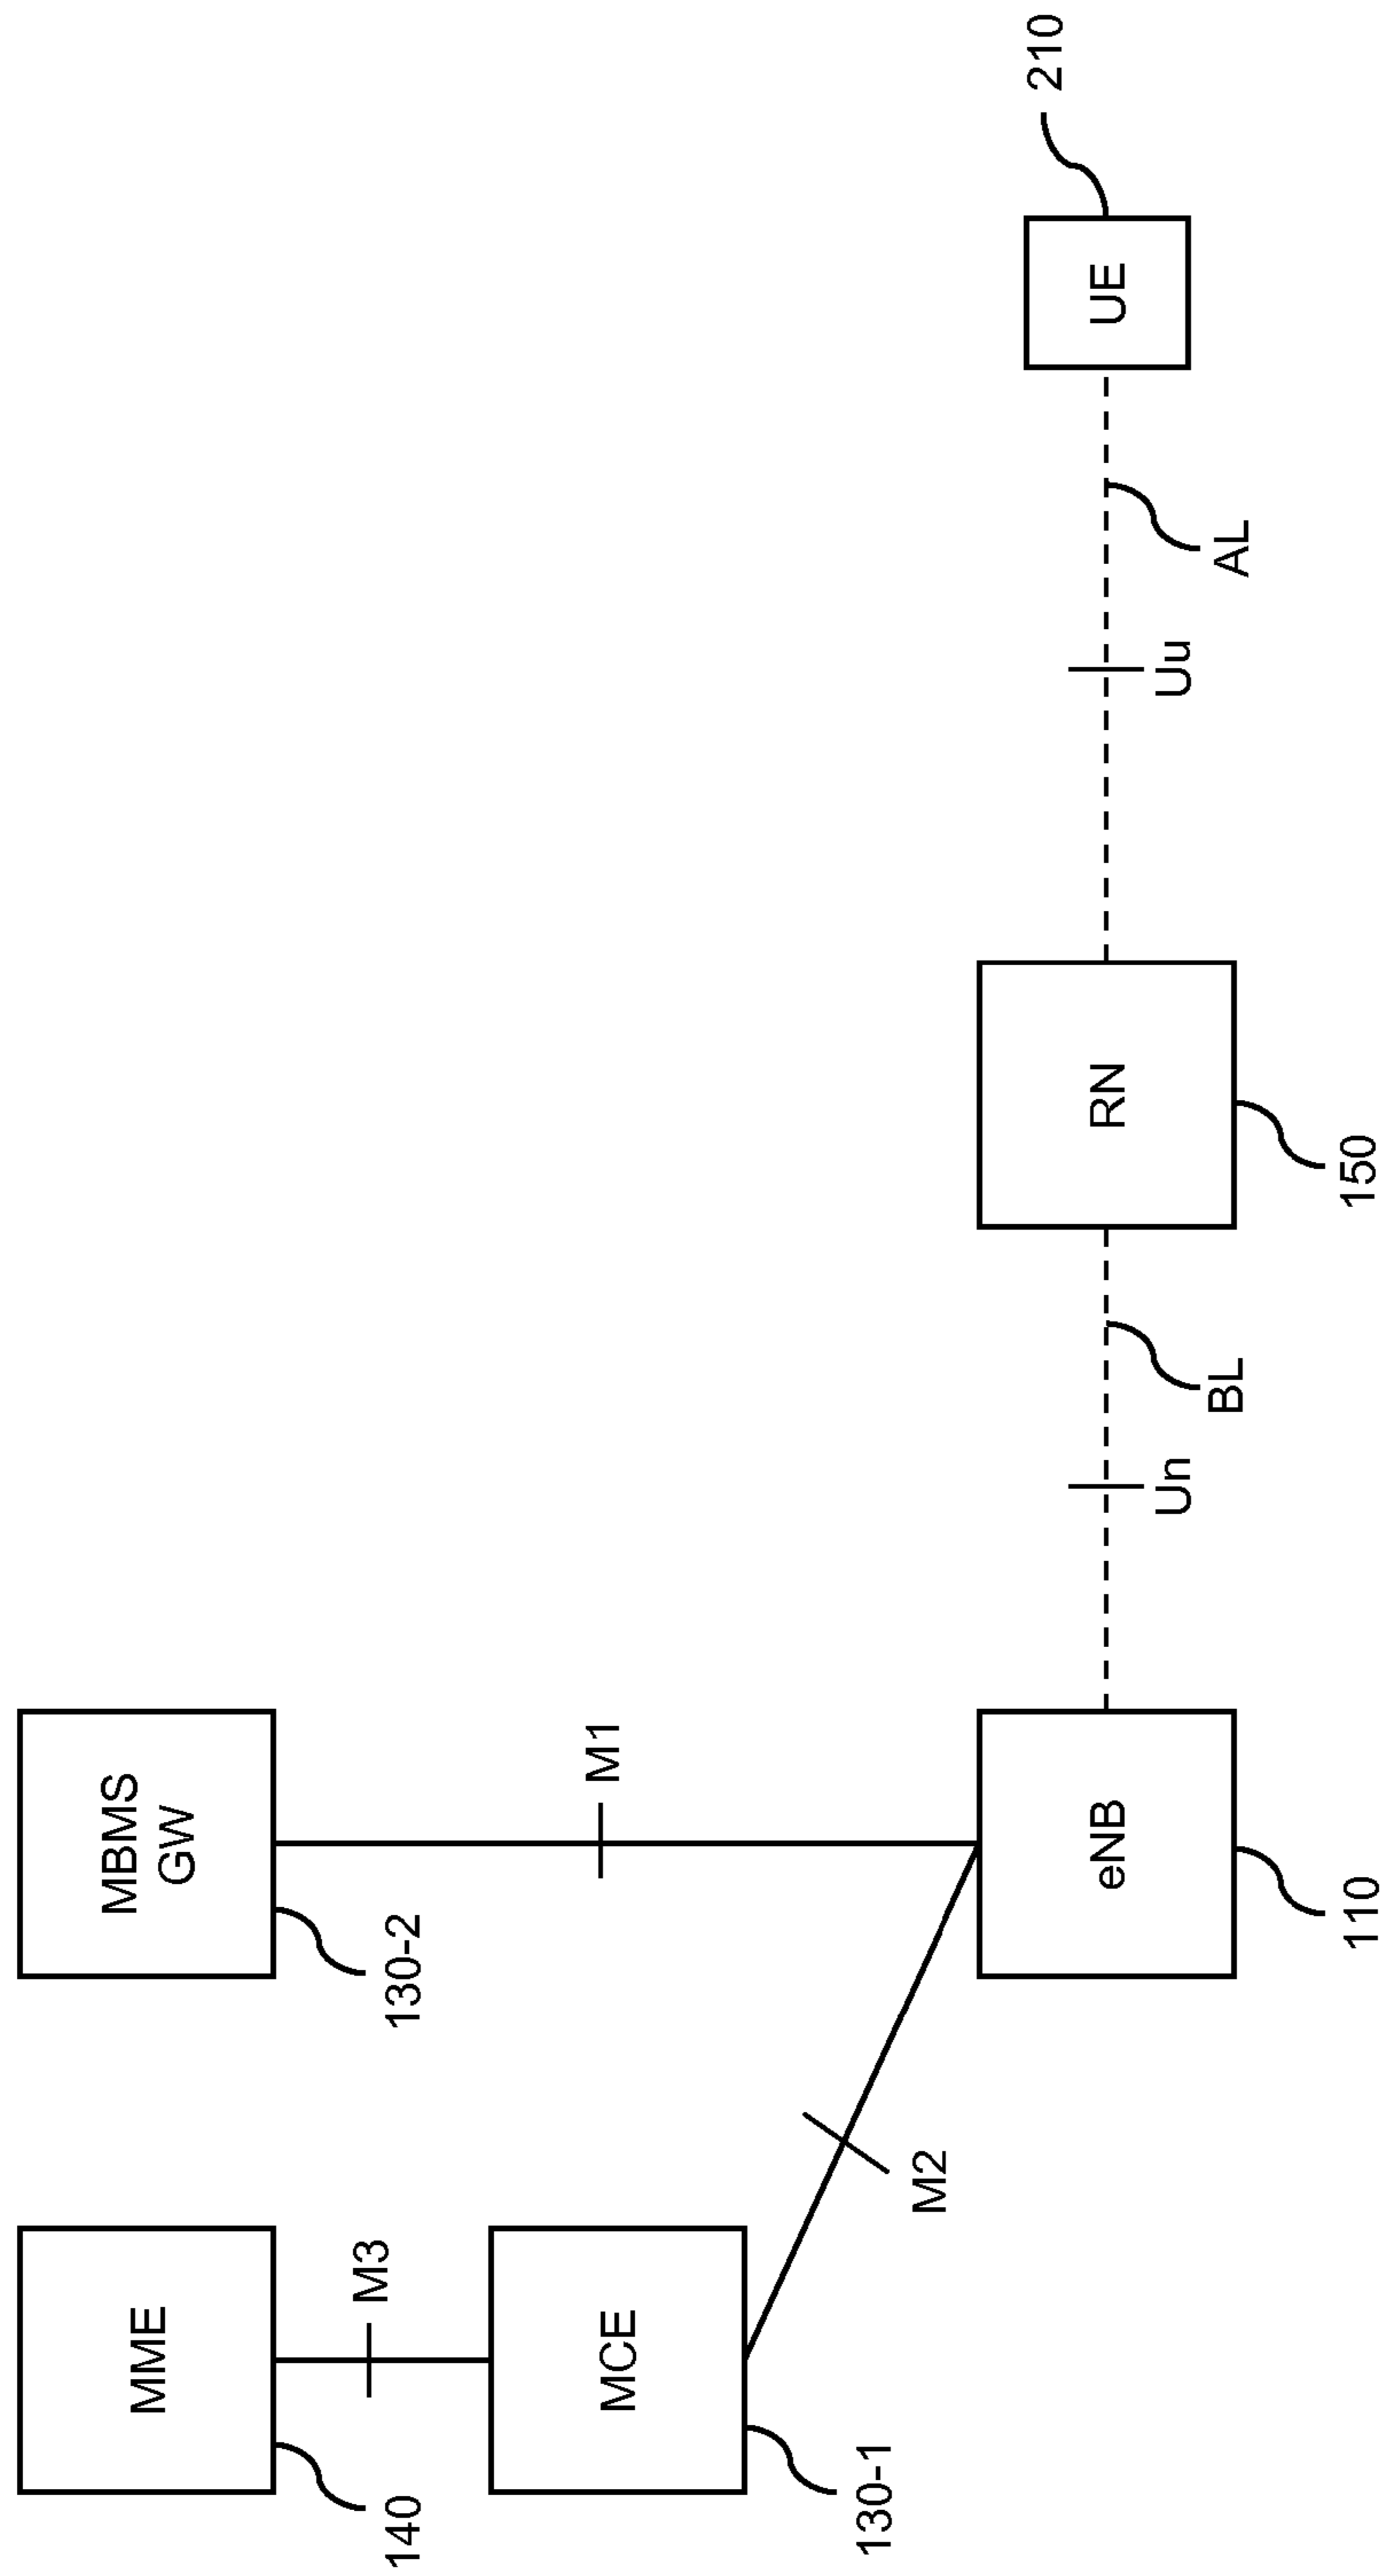 MME
140
M3
MCE
130-1
MBMS
GW
130-2
M1
M2
eNB
110
Un
BL
RN
150
Uu
AL
UE
210